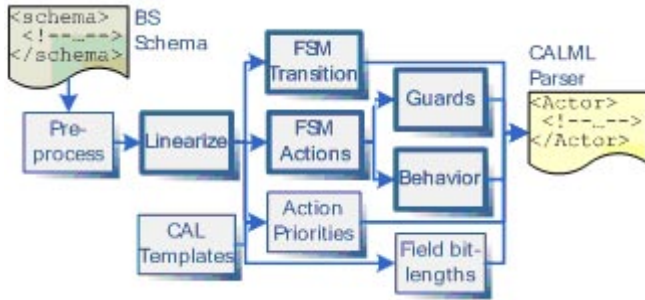 <schema>
<!--…-->
</schema>
BS
Schema
Pre-
process
Linearize
FSM
Transition
FSM
Actions
Guards
Behavior
CAL
Templates
Action
Priorities
Field bit-
lengths
CALML
Parser
<Actor>
<!--…-->
</Actor>